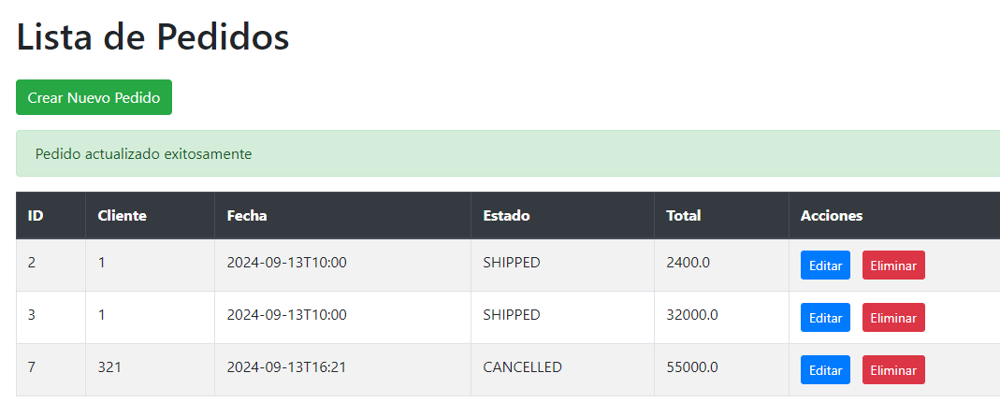 Lista de Pedidos
Crear Nuevo Pedido
Pedido actualizado exitosamente
ID Cliente Fecha Estado Total Acciones
2 1 2024-09-13T10:00 SHIPPED 2400.0 Editar Eliminar
3 1 2024-09-13T10:00 SHIPPED 32000.0 Editar Eliminar
7 321 2024-09-13T16:21 CANCELLED 55000.0 Editar Eliminar